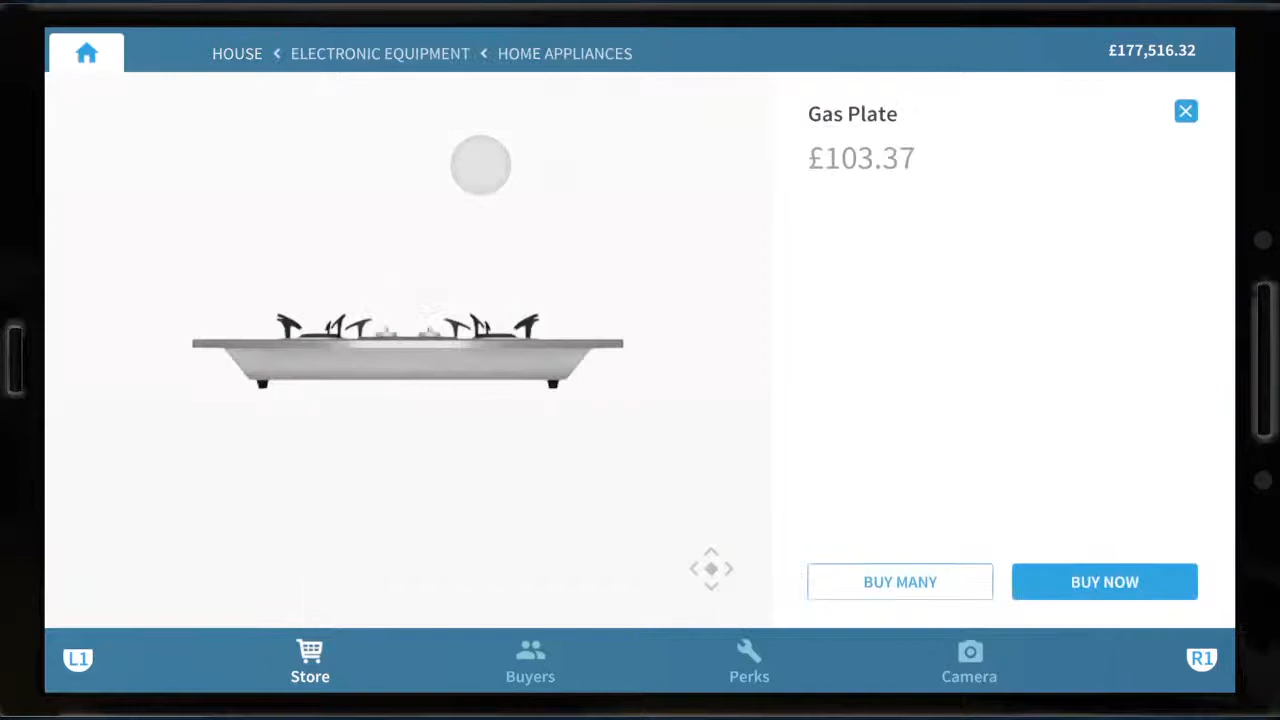 HOUSE < ELECTRONIC EQUIPMENT < HOME APPLIANCES
£177,516.32
Gas Plate
£103.37
BUY MANY
BUY NOW
L1
Store
Buyers
Perks
Camera
R1